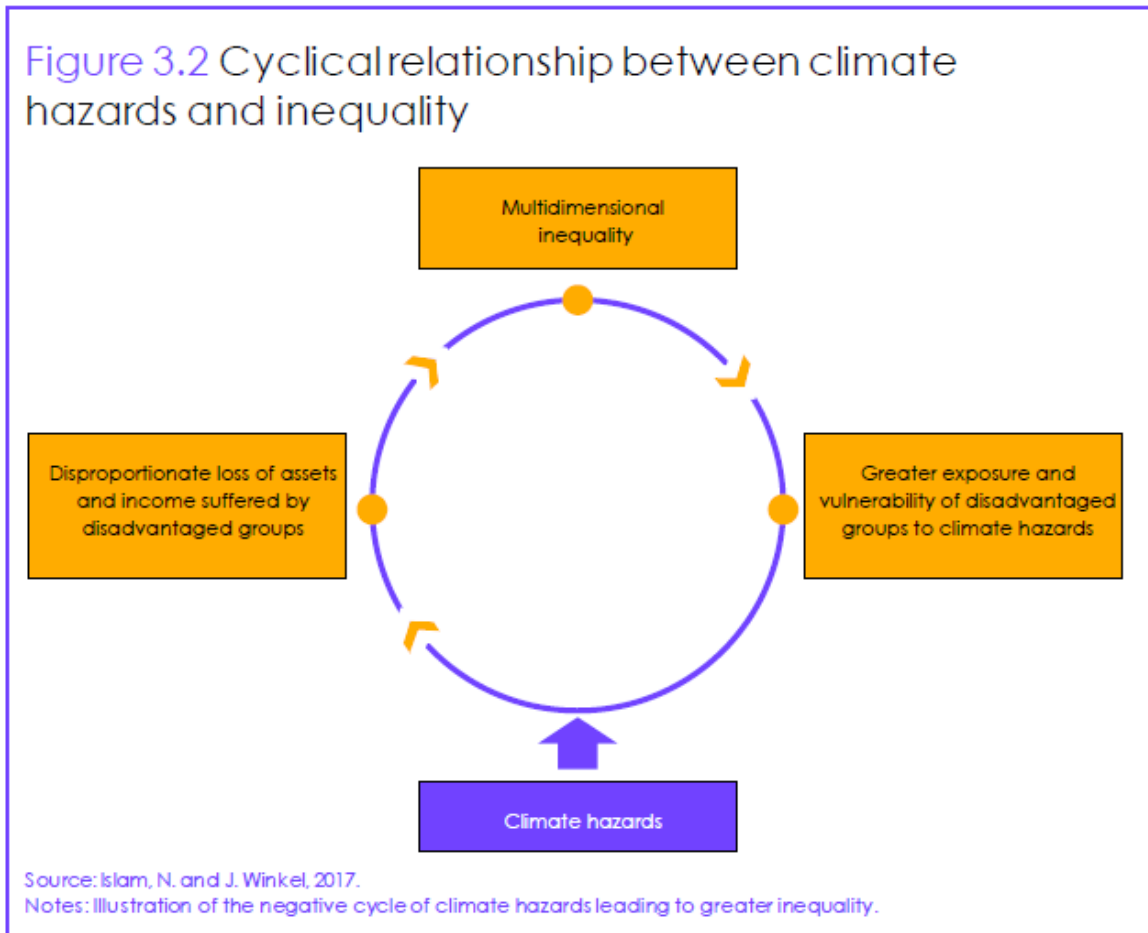 Figure 3.2 Cyclical relationship between climate
hazards and inequality
Multidimensional
inequality
Disproportionate loss of assets
and income suffered by
disadvantaged groups
Greater exposure and
vulnerability of disadvantaged
groups to climate hazards
Climate hazards
Source: Islam, N. and J. Winkel, 2017.
Notes: Illustration of the negative cycle of climate hazards leading to greater inequality.